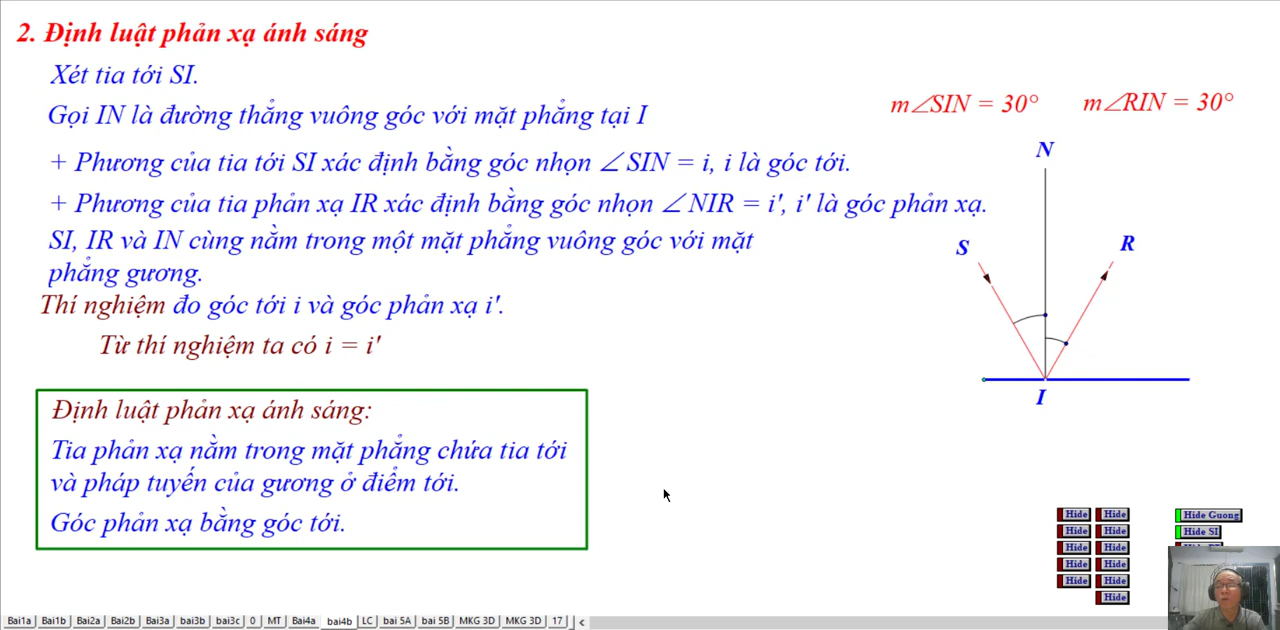 2. Định luật phản xạ ánh sáng
Xét tia tới SI.
Gọi IN là đường thẳng vuông góc với mặt phẳng tại I
+ Phương của tia tới SI xác định bằng góc nhọn ∠SIN = i, i là góc tới.
+ Phương của tia phản xạ IR xác định bằng góc nhọn ∠NIR = i', i' là góc phản xạ.
SI, IR và IN cùng nằm trong một mặt phẳng vuông góc với mặt
phẳng gương.
Thí nghiệm đo góc tới i và góc phản xạ i'.
Từ thí nghiệm ta có i = i'
Định luật phản xạ ánh sáng:
Tia phản xạ nằm trong mặt phẳng chứa tia tới
và pháp tuyến của gương ở điểm tới.
Góc phản xạ bằng góc tới.
m∠SIN = 30° m∠RIN = 30°
N
S R
I
Hide Hide Hide Guong
Hide Hide Hide SI
Hide Hide
Hide Hide
Hide Hide
Hide
Bai1a Bai1b Bai2a Bai2b Bai3a bai3b bai3c 0 MT Bai4a bai4b LC bai 5A bai 5B MKG 3D MKG 3D 17 <